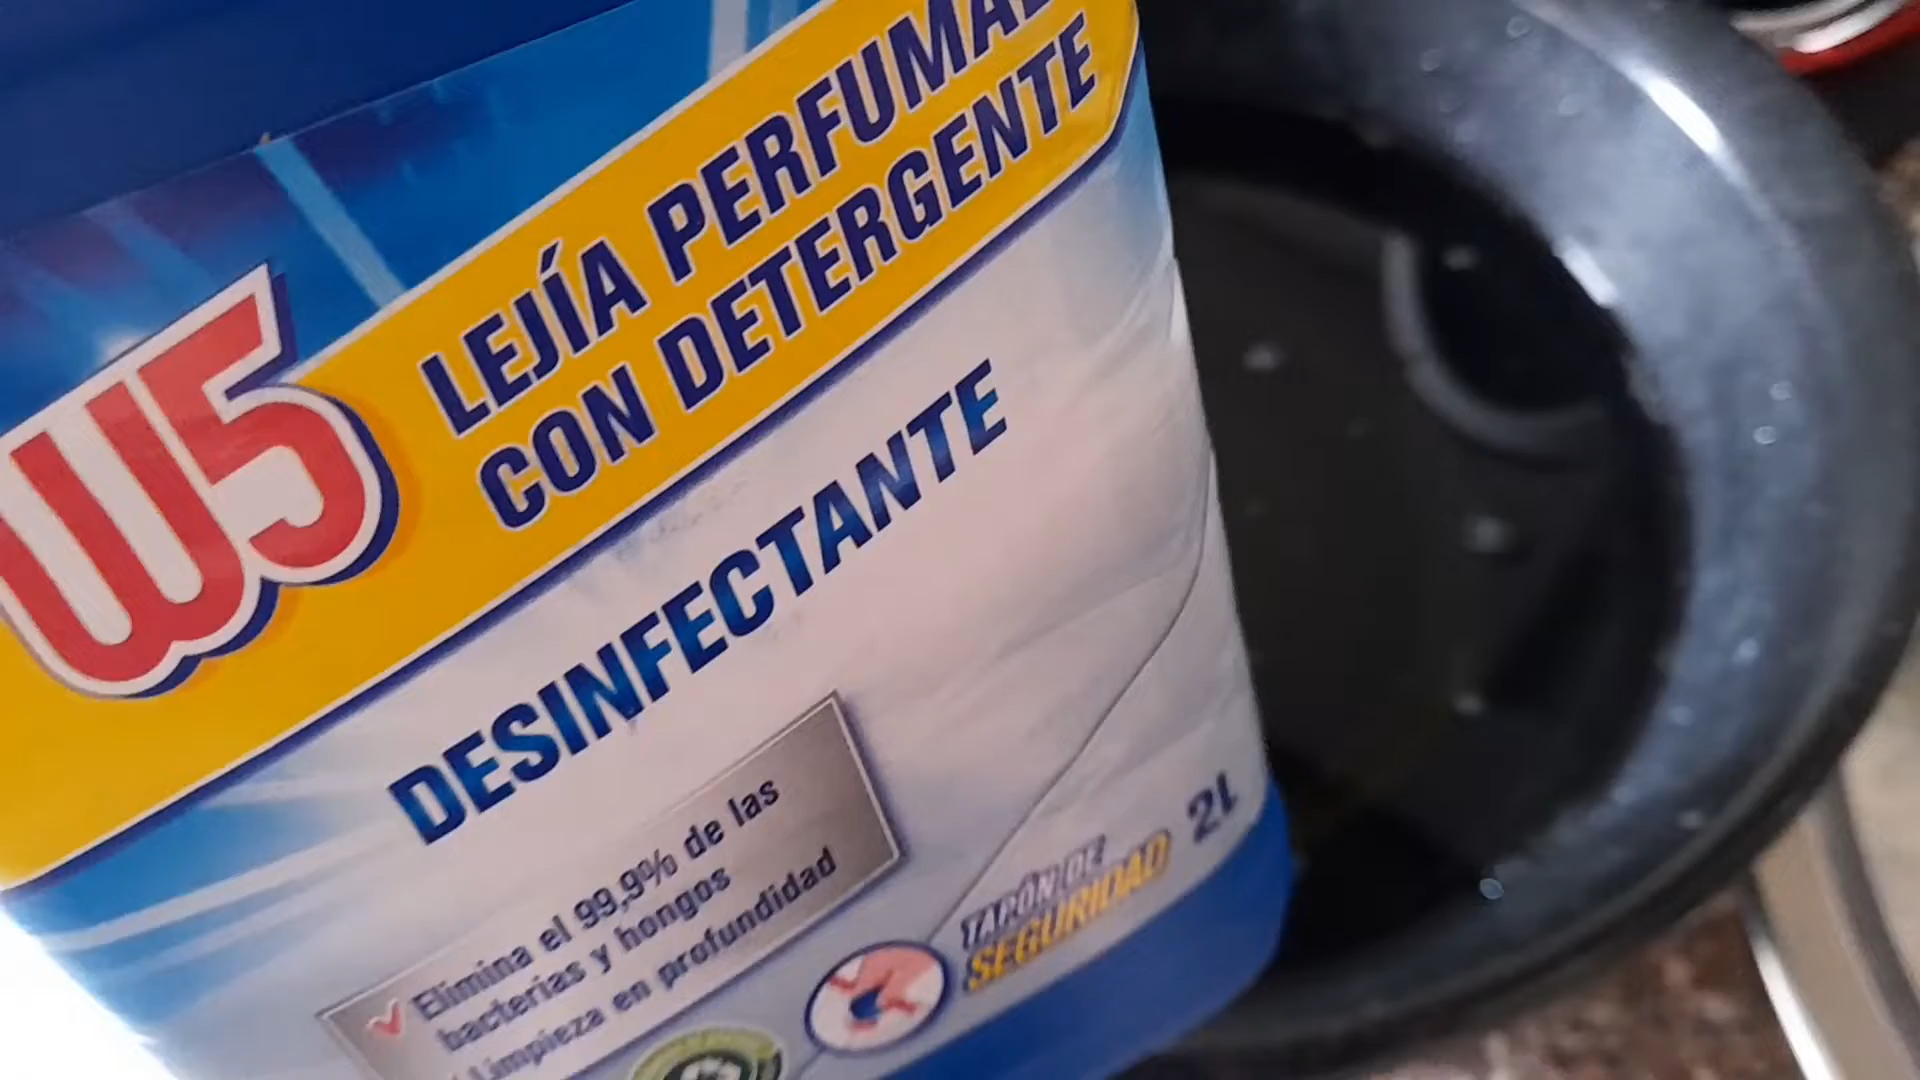 W5
LEJÍA
CON DETERGENTE
DESINFECTANTE
Elimina el 99,9% de las
bacterias y hongos
Limpieza en profundidad
TAPÓN DE
SEGURIDAD
2L